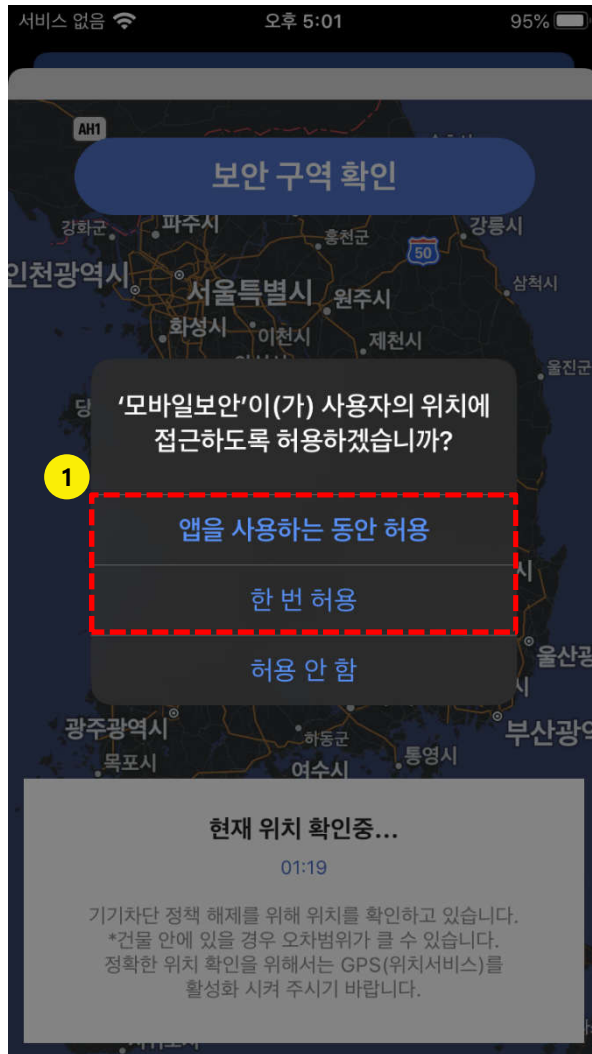 서비스 없음
오후 5:01
95%
AH1
보안 구역 확인
강화군
파주시
홍천군
강릉시
50
인천광역시
서울특별시
원주시
삼척시
화성시
이천시
제천시
울진군
당
'모바일보안'이(가) 사용자의 위치에
접근하도록 허용하겠습니까?
1
앱을 사용하는 동안 허용
시
한 번 허용
허용 안 함
울산광
시
광주광역시
하동군
부산광역
목포시
여수시
통영시
현재 위치 확인중...
01:19
기기차단 정책 해제를 위해 위치를 확인하고 있습니다.
*건물 안에 있을 경우 오차범위가 클 수 있습니다.
정확한 위치 확인을 위해서는 GPS(위치서비스)를
활성화 시켜 주시기 바랍니다.